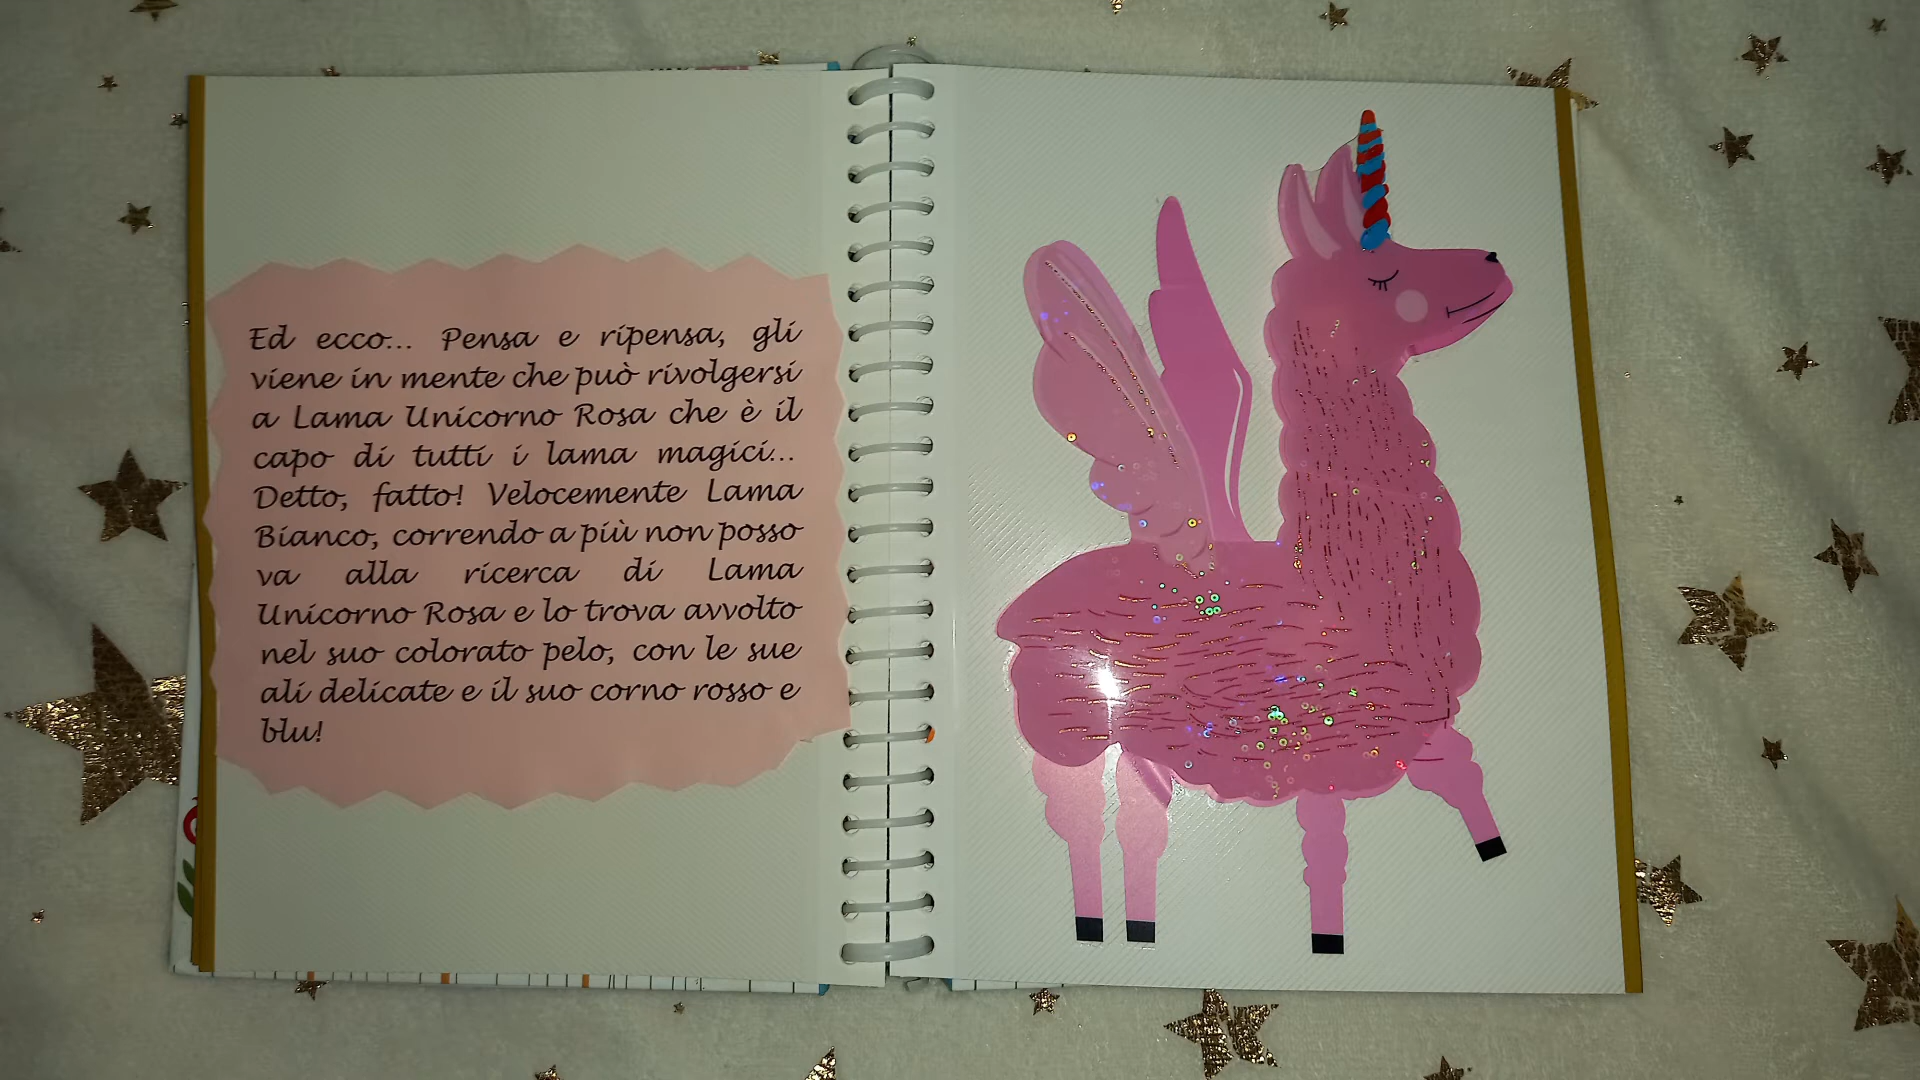 Ed ecco... Pensa e ripensa, gli
viene in mente che può rivolgersi
a Lama Unicorno Rosa che è il
capo di tutti i lama magici...
Detto, fatto! Velocemente Lama
Bianco, correndo a più non posso
va alla ricerca di Lama
Unicorno Rosa e lo trova avvolto
nel suo colorato pelo, con le sue
ali delicate e il suo corno rosso e
blu!